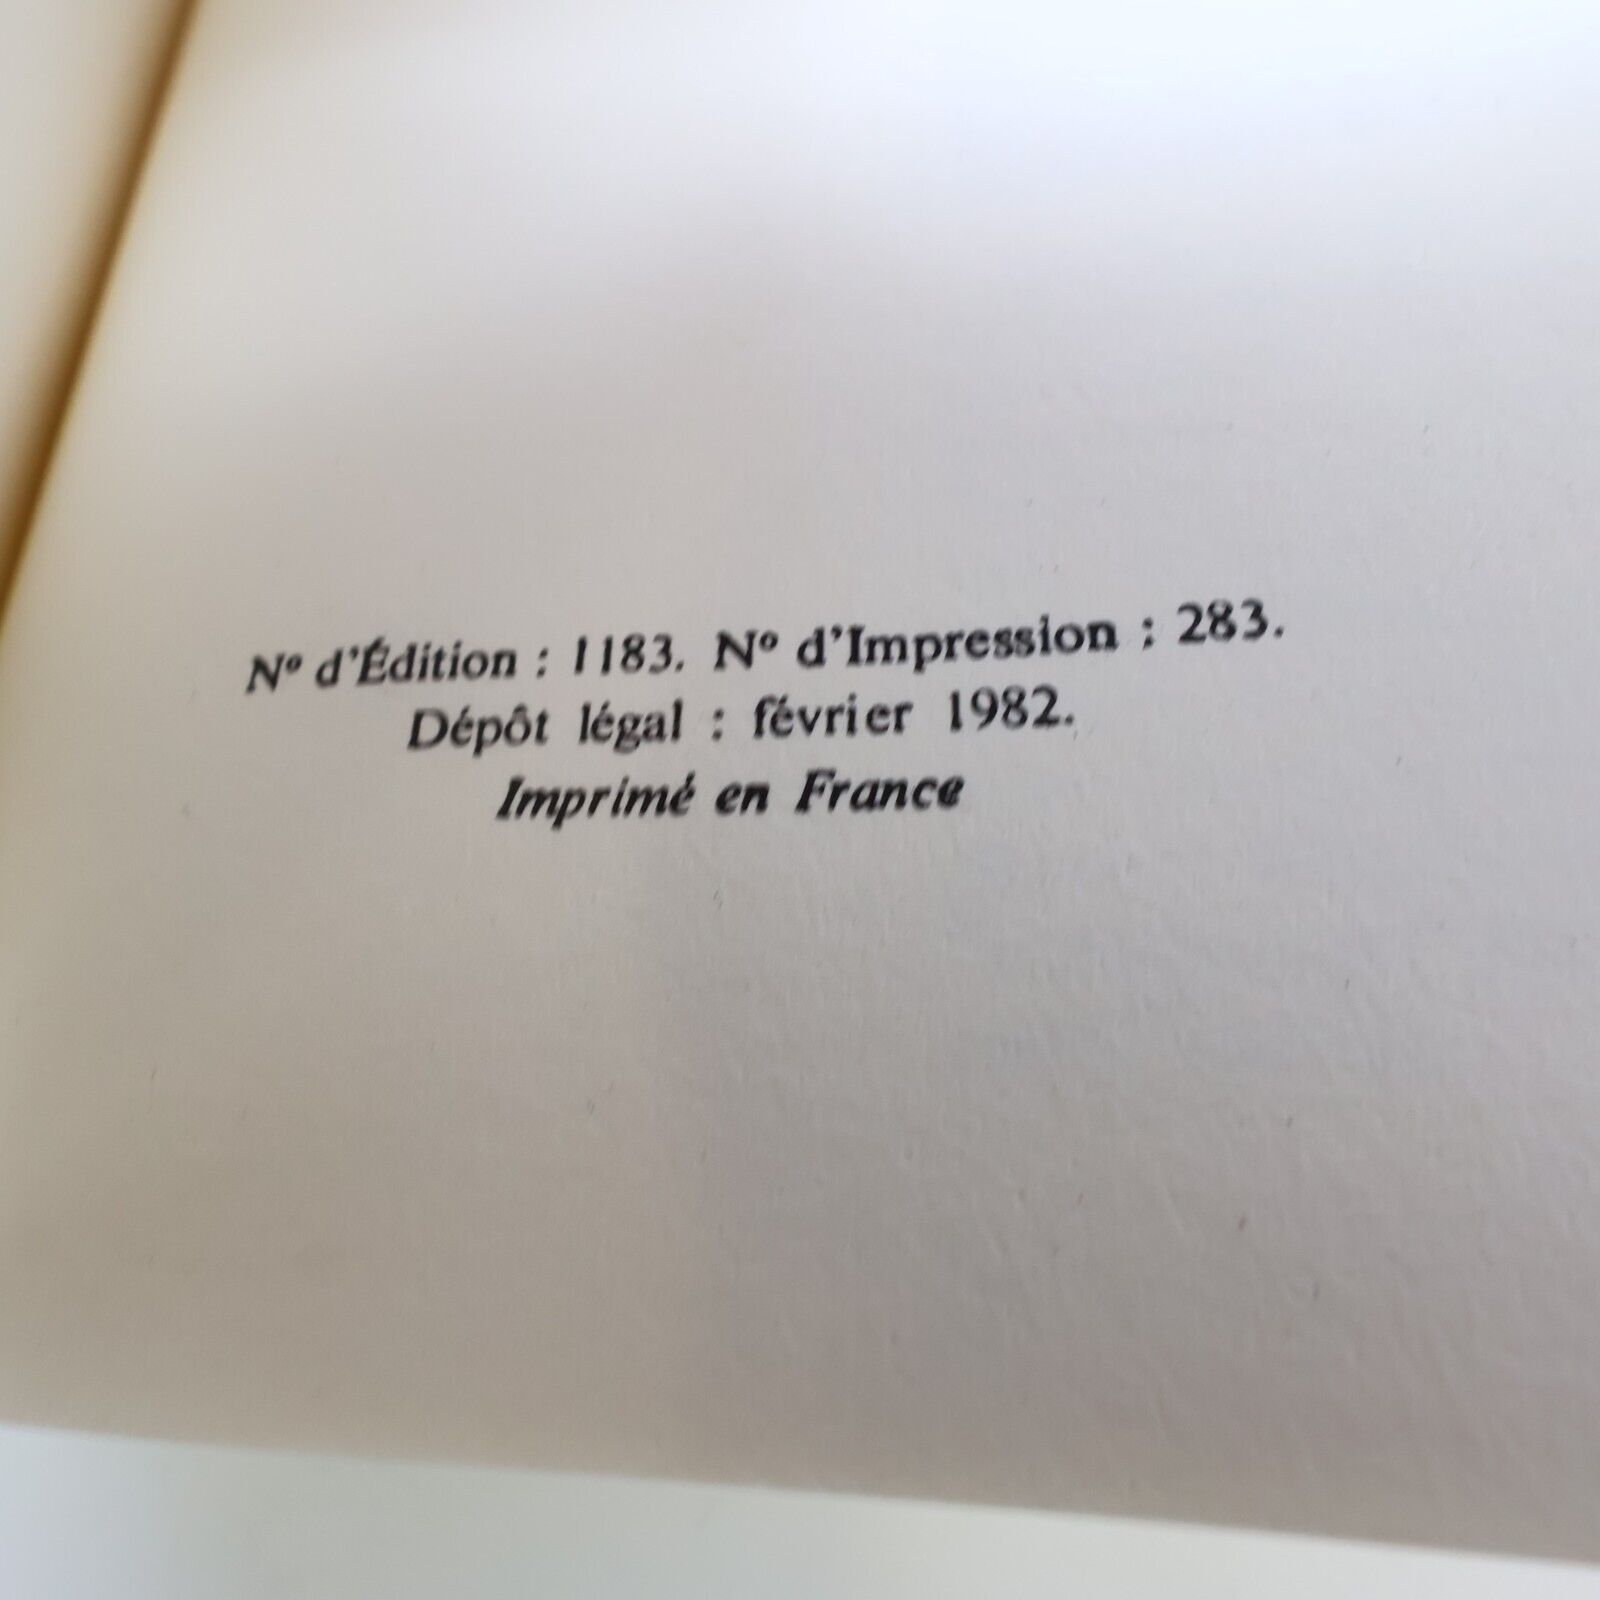 Nº d'Édition : 1183. Nº d'Impression : 283.
Dépôt légal : février 1982.
Imprimé en France